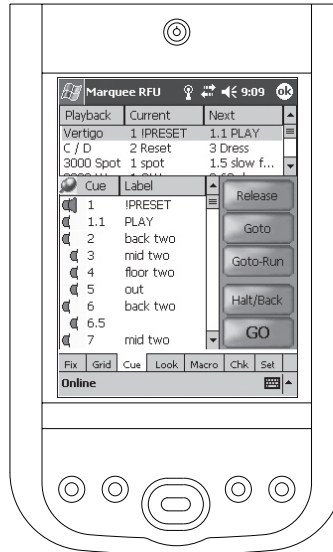 Marquee RFU 9:09 ok
Playback Current Next
Vertigo 1 !PRESET 1.1 PLAY
C / D 2 Reset 3 Dress
3000 Spot 1 spot 1.5 slow f...
Cue Label
1 !PRESET
1.1 PLAY
2 back two
3 mid two
4 floor two
5 out
6 back two
6.5
7 mid two
Release
Goto
Goto-Run
Halt/Back
GO
Fix Grid Cue Look Macro Chk Set
Online